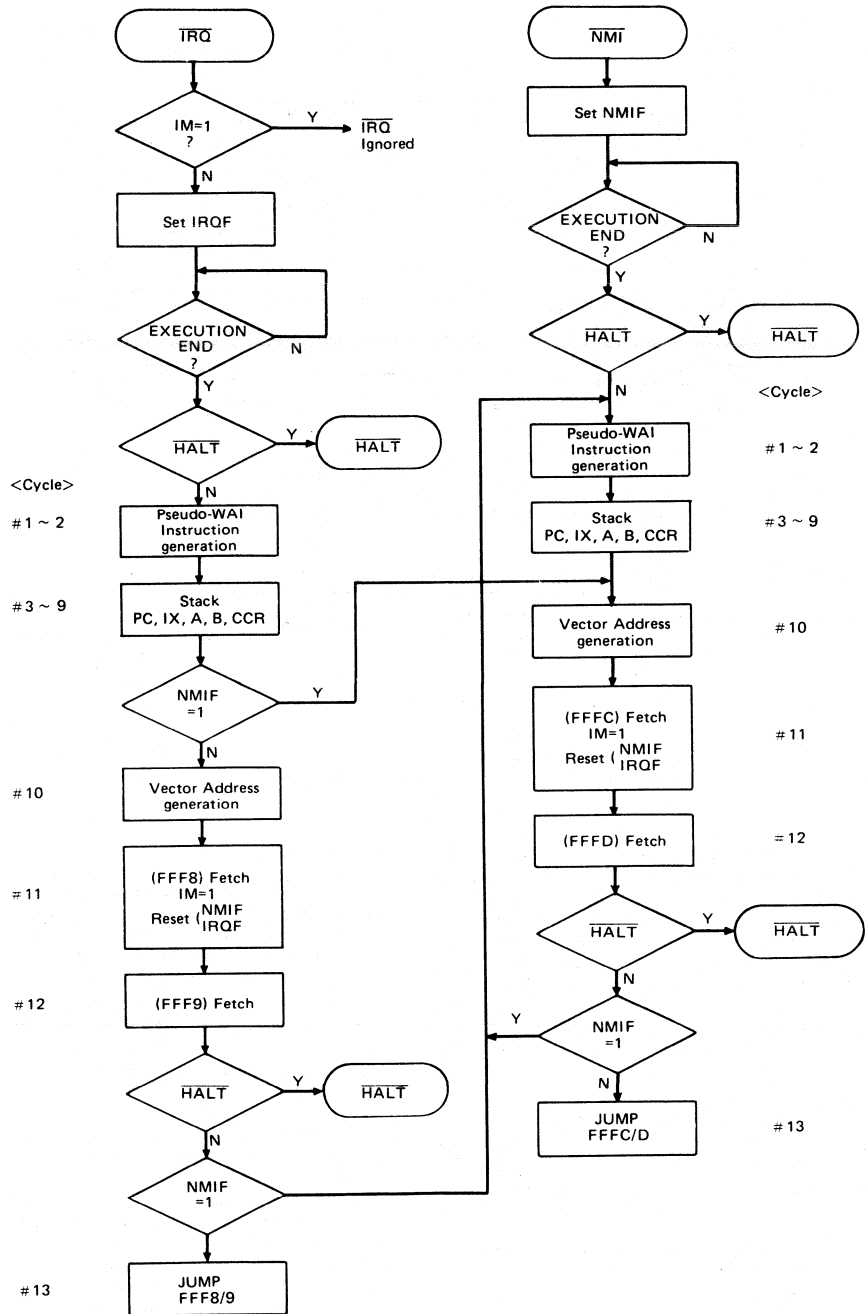 IRQ
IM=1
?
Y
IRQ
Ignored
N
Set IRQF
EXECUTION
END
?
N
Y
HALT
Y
HALT
N
<Cycle>
#1 ~ 2
Pseudo-WAI
Instruction
generation
#3 ~ 9
Stack
PC, IX, A, B, CCR
NMIF
=1
Y
N
#10
Vector Address
generation
#11
(FFF8) Fetch
IM=1
Reset (NMIF
IRQF
#12
(FFF9) Fetch
HALT
Y
HALT
N
NMIF
=1
#13
JUMP
FFF8/9
NMI
Set NMIF
EXECUTION
END
?
N
Y
HALT
Y
HALT
N
<Cycle>
Pseudo-WAI
Instruction
generation
#1 ~ 2
Stack
PC, IX, A, B, CCR
#3 ~ 9
Vector Address
generation
#10
(FFFC) Fetch
IM=1
Reset (NMIF
IRQF
#11
(FFFD) Fetch
=12
HALT
Y
HALT
N
Y
NMIF
=1
N
JUMP
FFFC/D
#13